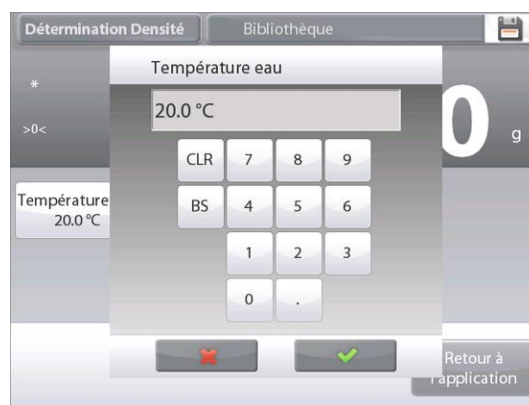 Détermination Densité
Bibliothèque
Température eau
*
20.0 °C
>0<
0 g
CLR 7 8 9
Température
20.0 °C
BS 4 5 6
1 2 3
0 .
Retour à
l'application